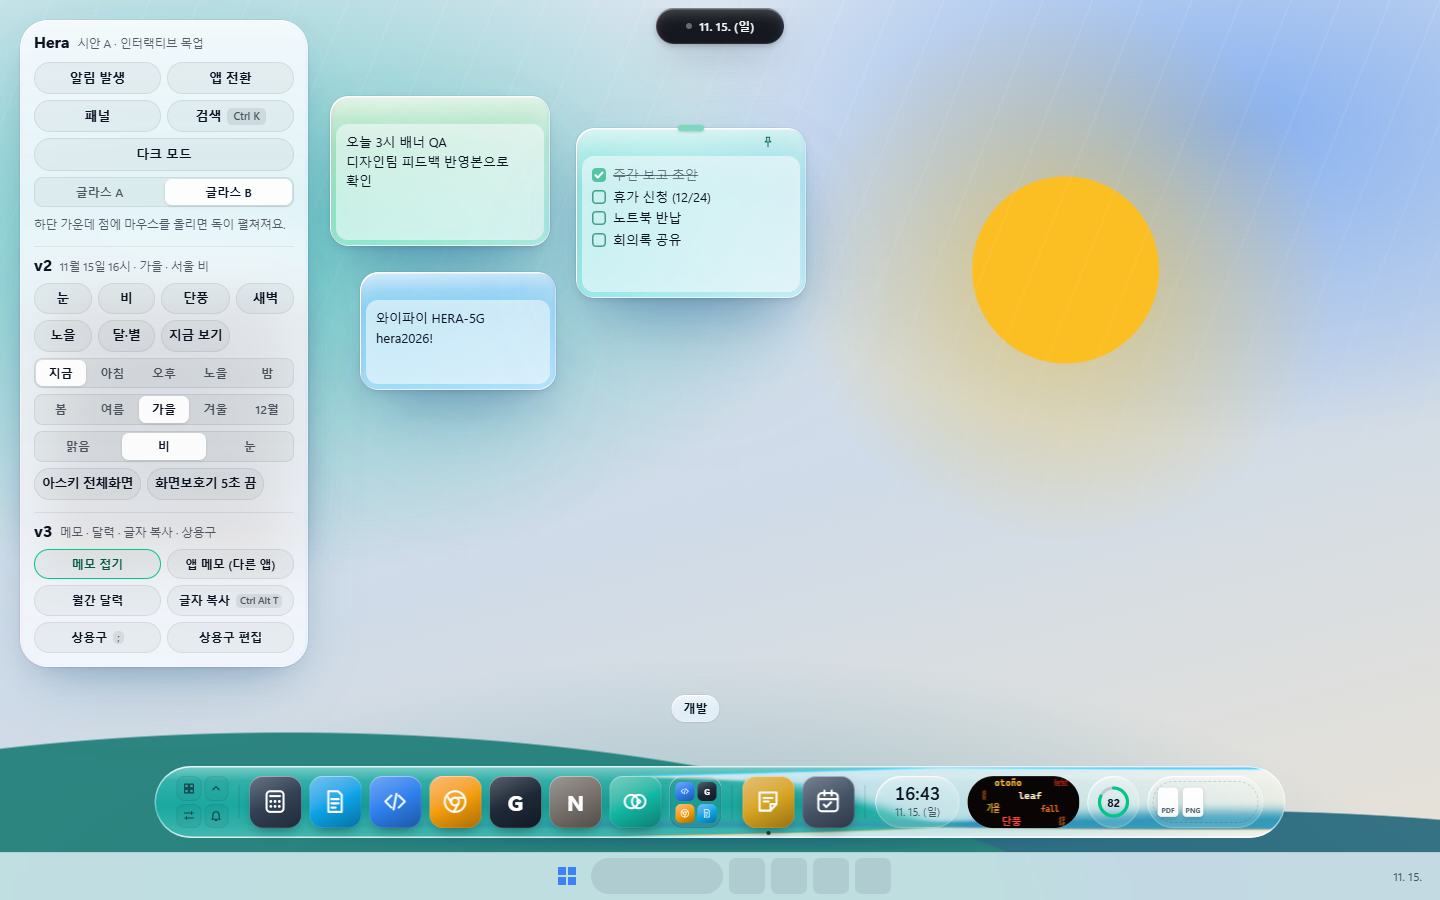 11. 15. (일)
Hera 시안 A · 인터랙티브 목업
알림 발생
앱 전환
패널
검색 Ctrl K
다크 모드
글라스 A
글라스 B
하단 가운데 점에 마우스를 올리면 독이 펼쳐져요.
v2 11월 15일 16시 · 가을 · 서울 비
눈
비
단풍
새벽
노을
달·별
지금 보기
지금
아침
오후
노을
밤
봄
여름
가을
겨울
12월
맑음
비
눈
아스키 전체화면
화면보호기 5초 끔
v3 메모 · 달력 · 글자 복사 · 상용구
메모 접기
앱 메모 (다른 앱)
월간 달력
글자 복사 Ctrl Alt T
상용구 ;
상용구 편집
오늘 3시 배너 QA
디자인팀 피드백 반영본으로
확인
주간 보고 초안
휴가 신청 (12/24)
노트북 반납
회의록 공유
와이파이 HERA-5G
hera2026!
개발
G
N
G
16:43
11. 15. (일)
otoño
leaf
가을
fall
단풍
82
PDF
PNG
11. 15.